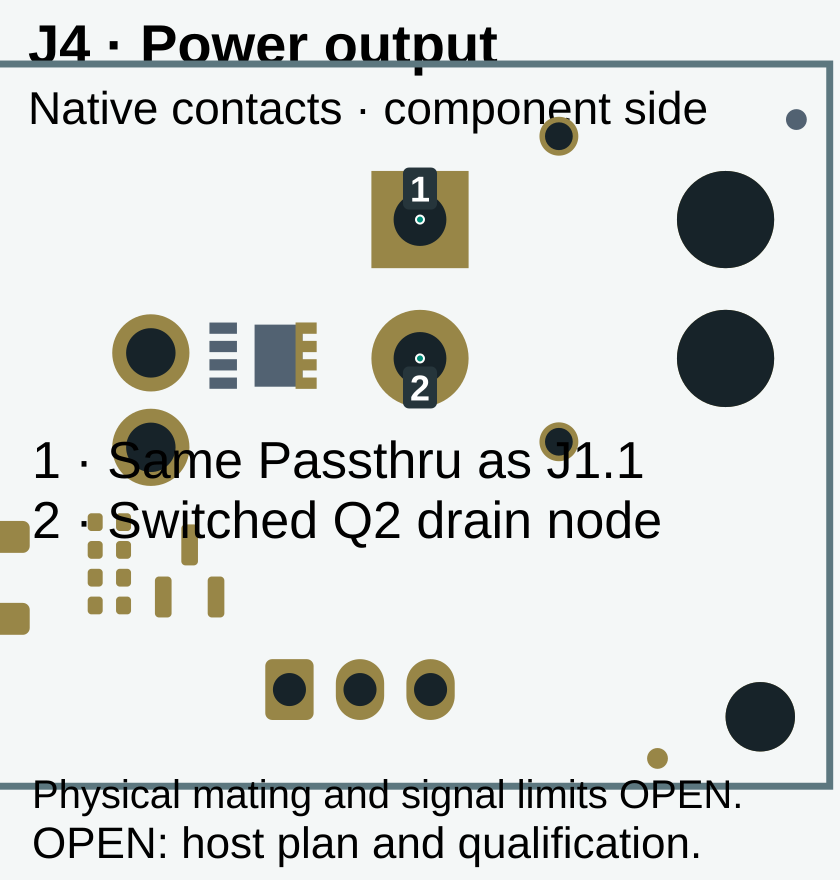 J4 · Power output
Native contacts · component side
1
2
1 · Same Passthru as J1.1
2 · Switched Q2 drain node
Physical mating and signal limits OPEN.
OPEN: host plan and qualification.